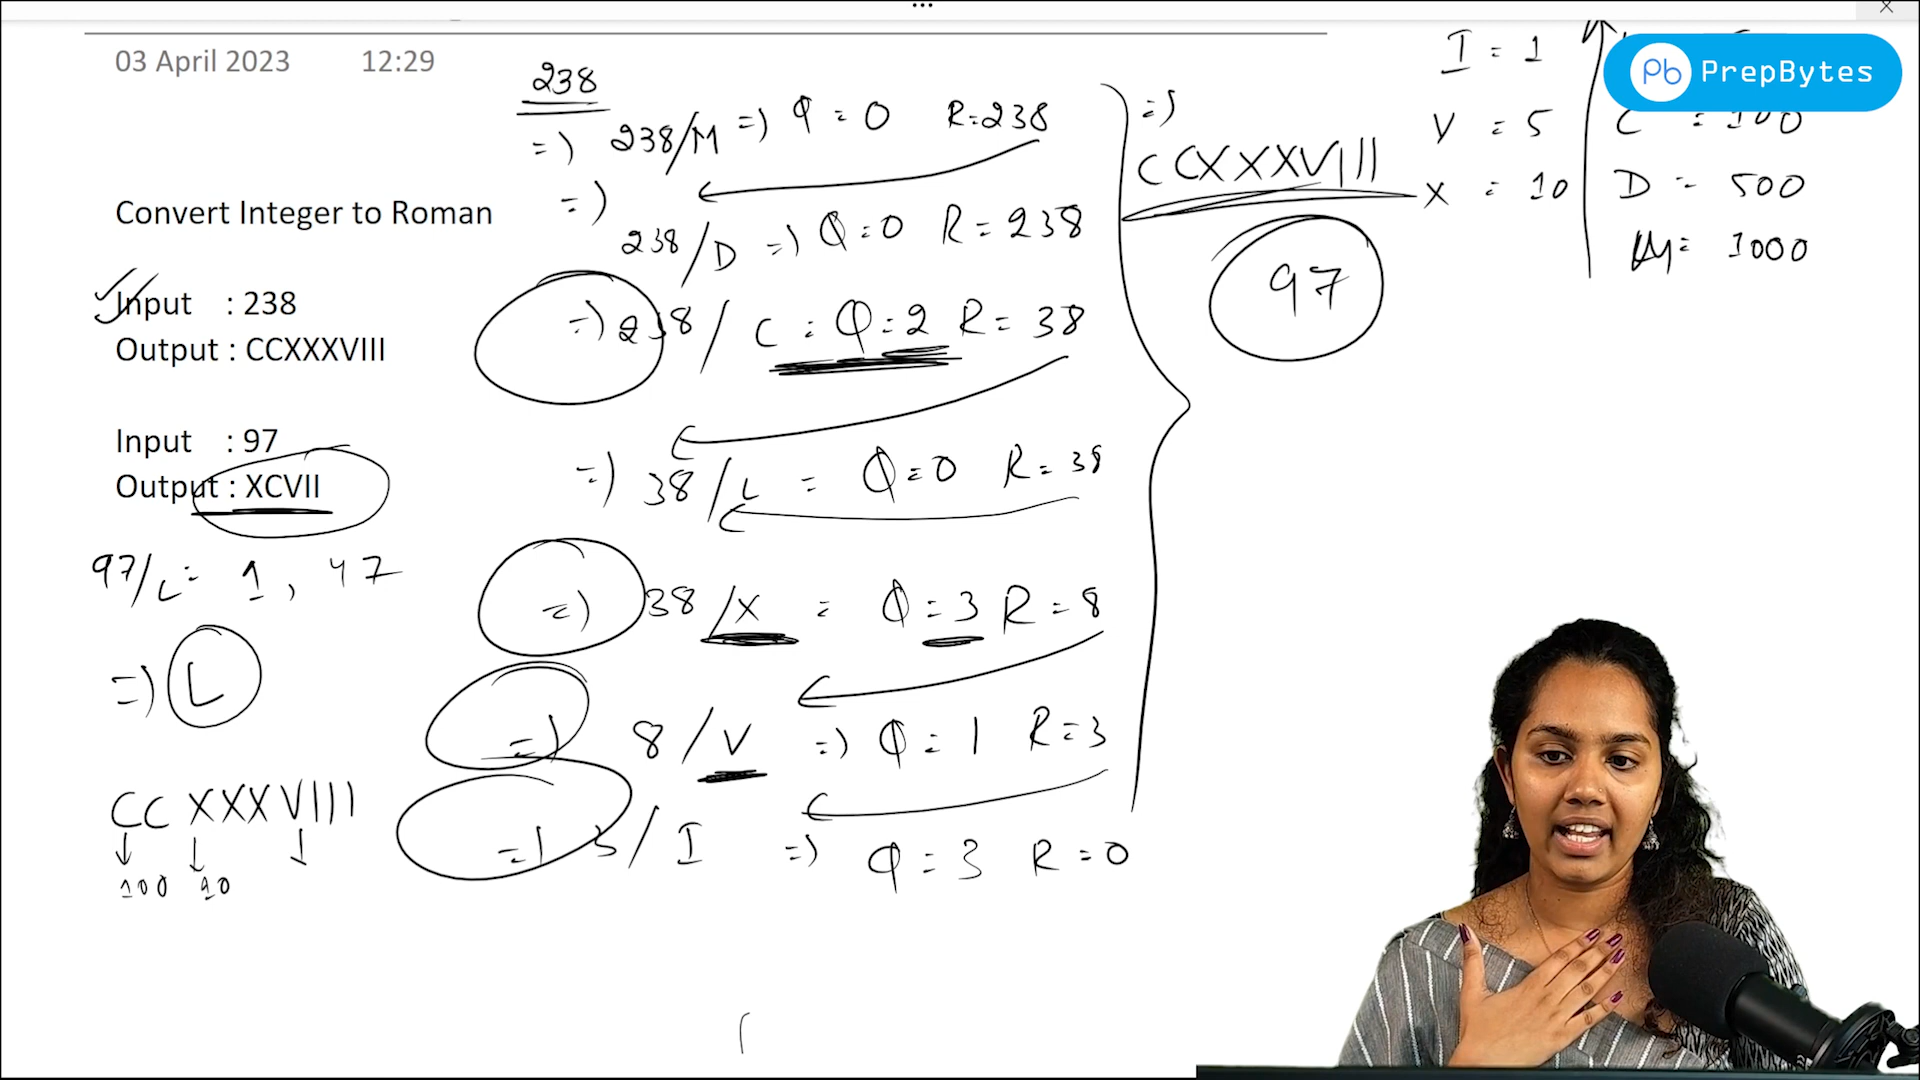 03 April 2023 12:29
Convert Integer to Roman
Input : 238
Output : CCXXXVIII
Input : 97
Output : XCVII
97/L = 1, 47
=) L
CC XXX VIII
100 10
238
=) 238/M =) Q = 0 R=238
=)
238/D =) Q=0 R=238
=) 238/C = Q=2 R=38
=) 38/L = Q=0 R=38
=) 38/X = Q=3 R=8
=) 8/V =) Q=1 R=3
=) 3/I =) Q=3 R=0
=)
CCXXXVIII
97
I = 1
V = 5
X = 10
C = 100
D = 500
M = 1000
Pb PrepBytes